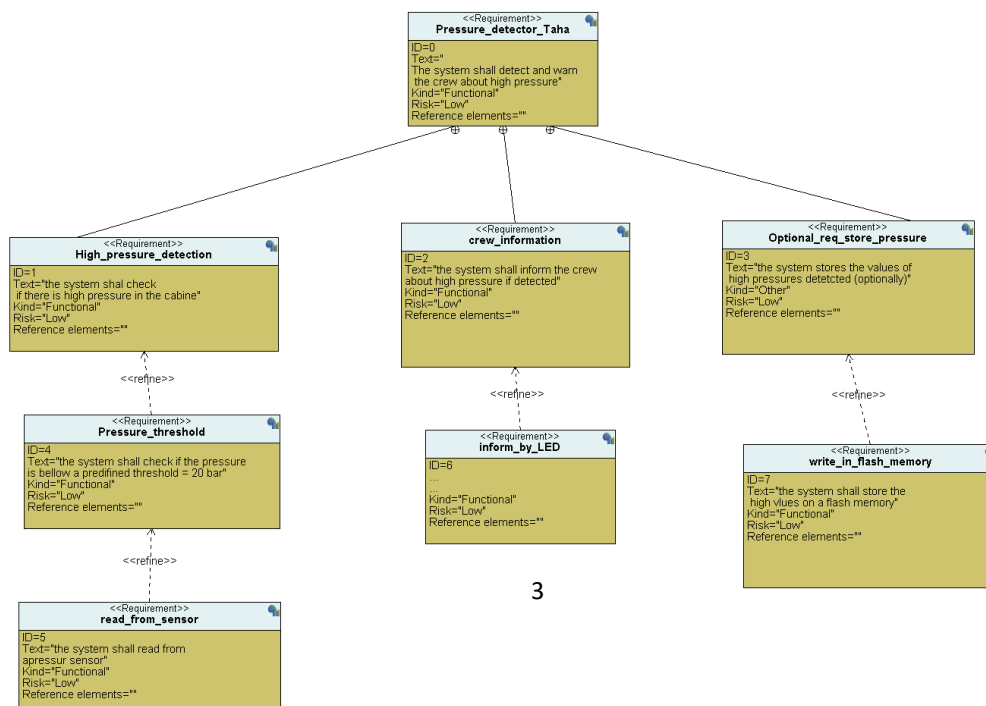 <<Requirement>>
Pressure_detector_Taha
ID=0
Text="
The system shall detect and warn
the crew about high pressure"
Kind="Functional"
Risk="Low"
Reference elements=""
<<Requirement>>
High_pressure_detection
ID=1
Text="the system shal check
if there is high pressure in the cabine"
Kind="Functional"
Risk="Low"
Reference elements=""
<<Requirement>>
crew_information
ID=2
Text="the system shall inform the crew
about high pressure if detected"
Kind="Functional"
Risk="Low"
Reference elements=""
<<Requirement>>
Optional_req_store_pressure
ID=3
Text="the system stores the values of
high pressures detetcted (optionally)"
Kind="Other"
Risk="Low"
Reference elements=""
<<refine>>
<<refine>>
<<refine>>
<<Requirement>>
Pressure_threshold
ID=4
Text="the system shall check if the pressure
is bellow a predifined threshold = 20 bar"
Kind="Functional"
Risk="Low"
Reference elements=""
<<Requirement>>
inform_by_LED
ID=6
...
...
Kind="Functional"
Risk="Low"
Reference elements=""
<<Requirement>>
write_in_flash_memory
ID=7
Text="the system shall store the
high vlues on a flash memory"
Kind="Functional"
Risk="Low"
Reference elements=""
<<refine>>
3
<<Requirement>>
read_from_sensor
ID=5
Text="the system shall read from
apressur sensor"
Kind="Functional"
Risk="Low"
Reference elements=""